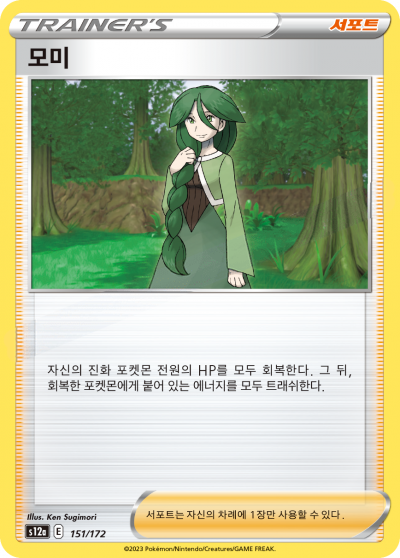 TRAINER'S
서포트
모미
자신의 진화 포켓몬 전원의 HP를 모두 회복한다. 그 뒤,
회복한 포켓몬에게 붙어 있는 에너지를 모두 트래쉬한다.
Illus. Ken Sugimori
s12a E 151/172
서포트는 자신의 차례에 1장만 사용할 수 있다.
©2023 Pokémon/Nintendo/Creatures/GAME FREAK.